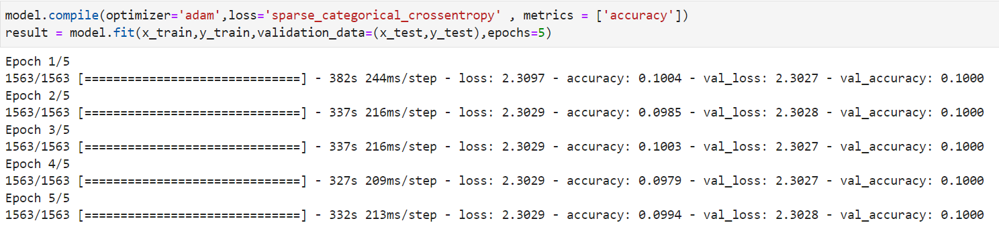 model.compile(optimizer='adam',loss='sparse_categorical_crossentropy' , metrics = ['accuracy'])
result = model.fit(x_train,y_train,validation_data=(x_test,y_test),epochs=5)
Epoch 1/5
1563/1563 [==============================] - 382s 244ms/step - loss: 2.3097 - accuracy: 0.1004 - val_loss: 2.3027 - val_accuracy: 0.1000
Epoch 2/5
1563/1563 [==============================] - 337s 216ms/step - loss: 2.3029 - accuracy: 0.0985 - val_loss: 2.3028 - val_accuracy: 0.1000
Epoch 3/5
1563/1563 [==============================] - 337s 216ms/step - loss: 2.3029 - accuracy: 0.1003 - val_loss: 2.3027 - val_accuracy: 0.1000
Epoch 4/5
1563/1563 [==============================] - 327s 209ms/step - loss: 2.3029 - accuracy: 0.0979 - val_loss: 2.3027 - val_accuracy: 0.1000
Epoch 5/5
1563/1563 [==============================] - 332s 213ms/step - loss: 2.3029 - accuracy: 0.0994 - val_loss: 2.3028 - val_accuracy: 0.1000